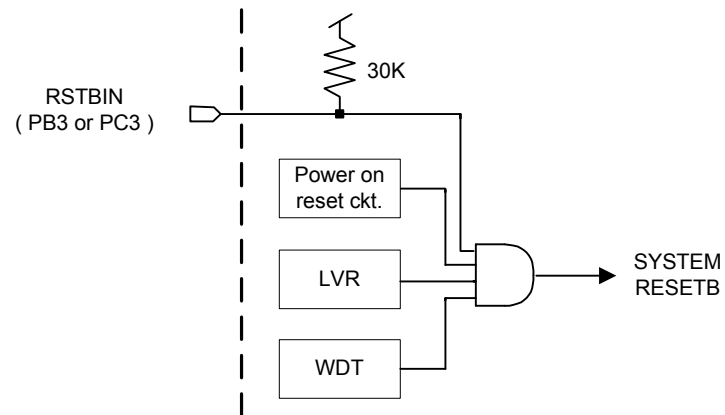 30K
RSTBIN
( PB3 or PC3 )
Power on
reset ckt.
LVR
WDT
SYSTEM
RESETB